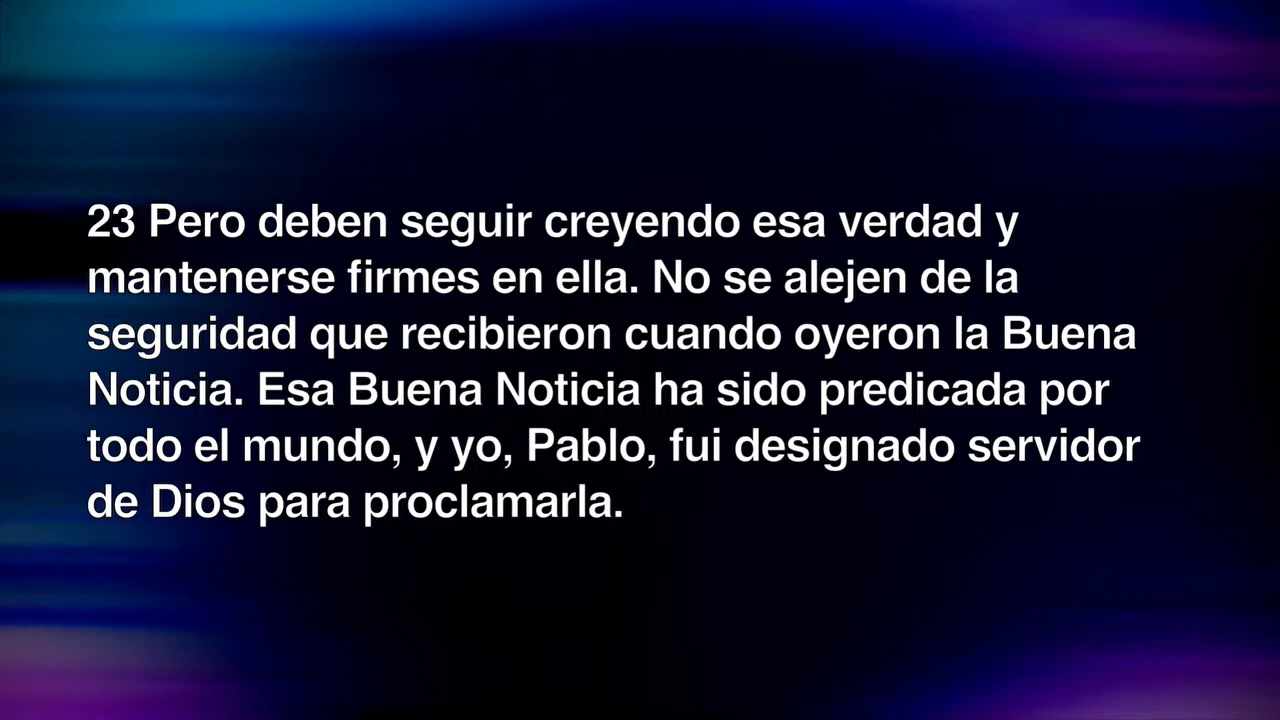 23 Pero deben seguir creyendo esa verdad y
mantenerse firmes en ella. No se alejen de la
seguridad que recibieron cuando oyeron la Buena
Noticia. Esa Buena Noticia ha sido predicada por
todo el mundo, y yo, Pablo, fui designado servidor
de Dios para proclamarla.